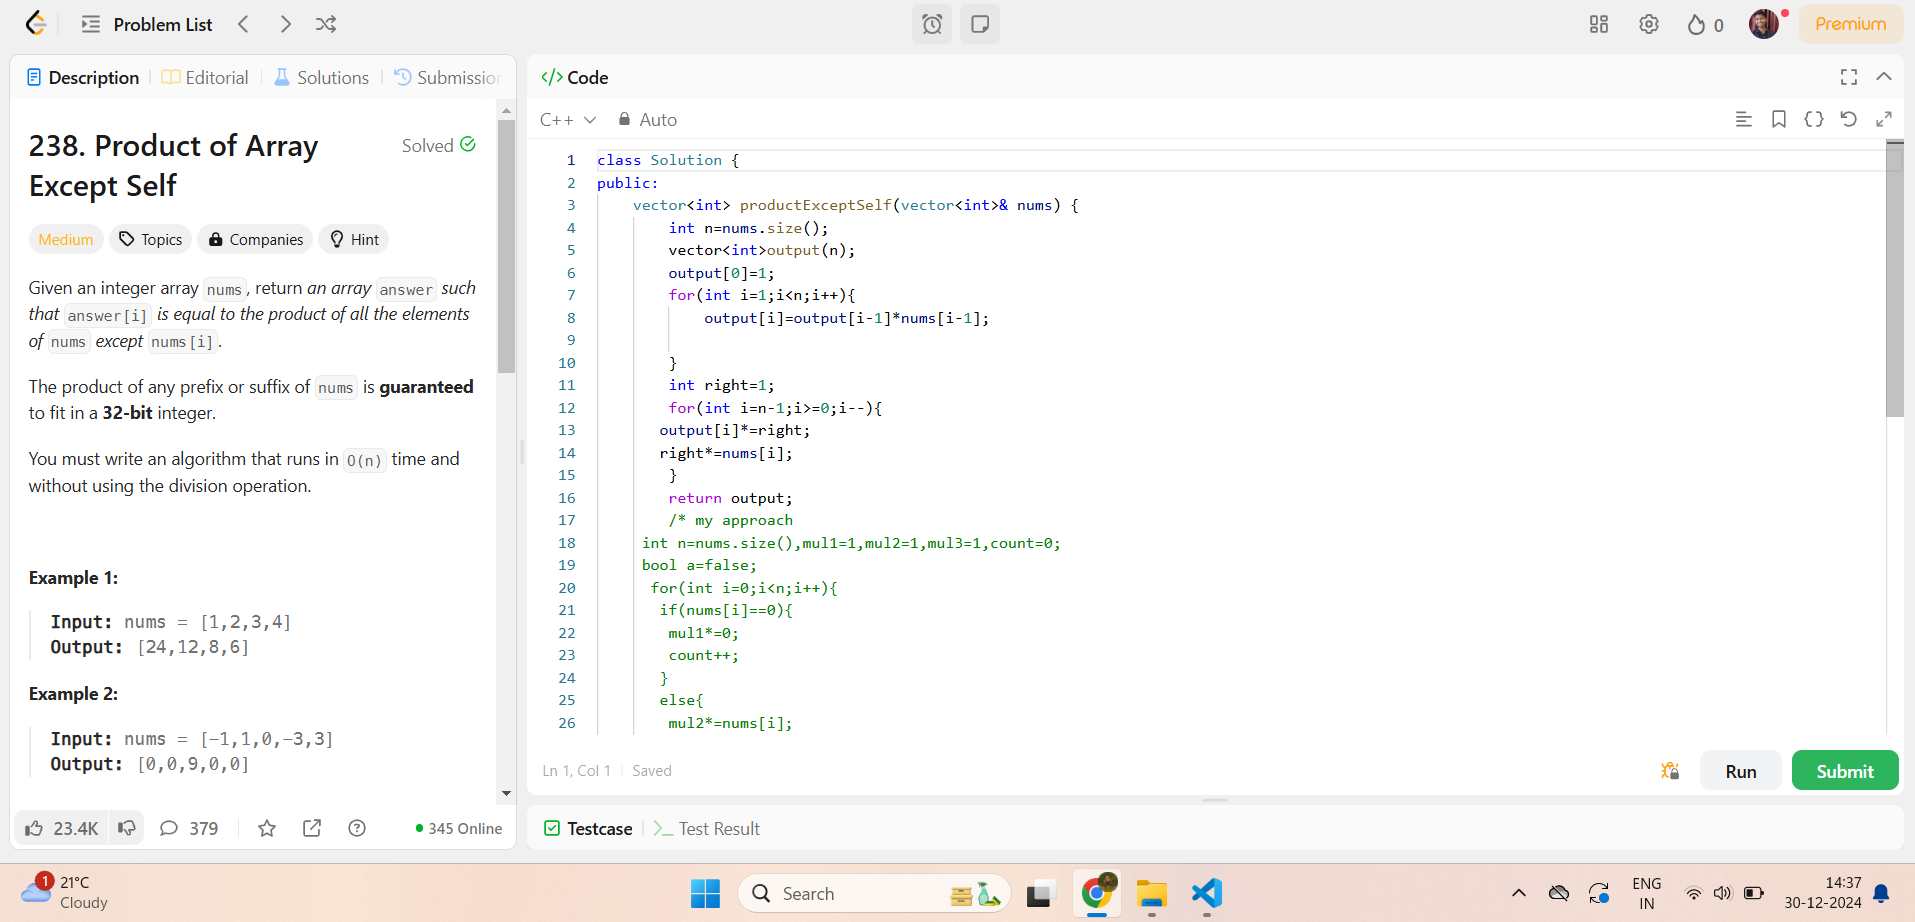 Problem List
0
Premium
Description
Editorial
Solutions
Submission
238. Product of Array
Except Self
Solved
Medium
Topics
Companies
Hint
Given an integer array nums, return an array answer such
that answer[i] is equal to the product of all the elements
of nums except nums[i].
The product of any prefix or suffix of nums is guaranteed
to fit in a 32-bit integer.
You must write an algorithm that runs in O(n) time and
without using the division operation.
Example 1:
Input: nums = [1,2,3,4]
Output: [24,12,8,6]
Example 2:
Input: nums = [-1,1,0,-3,3]
Output: [0,0,9,0,0]
23.4K
379
345 Online
</> Code
C++
Auto
1 class Solution {
2 public:
3 vector<int> productExceptSelf(vector<int>& nums) {
4 int n=nums.size();
5 vector<int>output(n);
6 output[0]=1;
7 for(int i=1;i<n;i++){
8 output[i]=output[i-1]*nums[i-1];
9
10 }
11 int right=1;
12 for(int i=n-1;i>=0;i--){
13 output[i]*=right;
14 right*=nums[i];
15 }
16 return output;
17 /* my approach
18 int n=nums.size(),mul1=1,mul2=1,mul3=1,count=0;
19 bool a=false;
20 for(int i=0;i<n;i++){
21 if(nums[i]==0){
22 mul1*=0;
23 count++;
24 }
25 else{
26 mul2*=nums[i];
Ln 1, Col 1
Saved
Run
Submit
Testcase
Test Result
1
21°C
Cloudy
Search
ENG
IN
14:37
30-12-2024